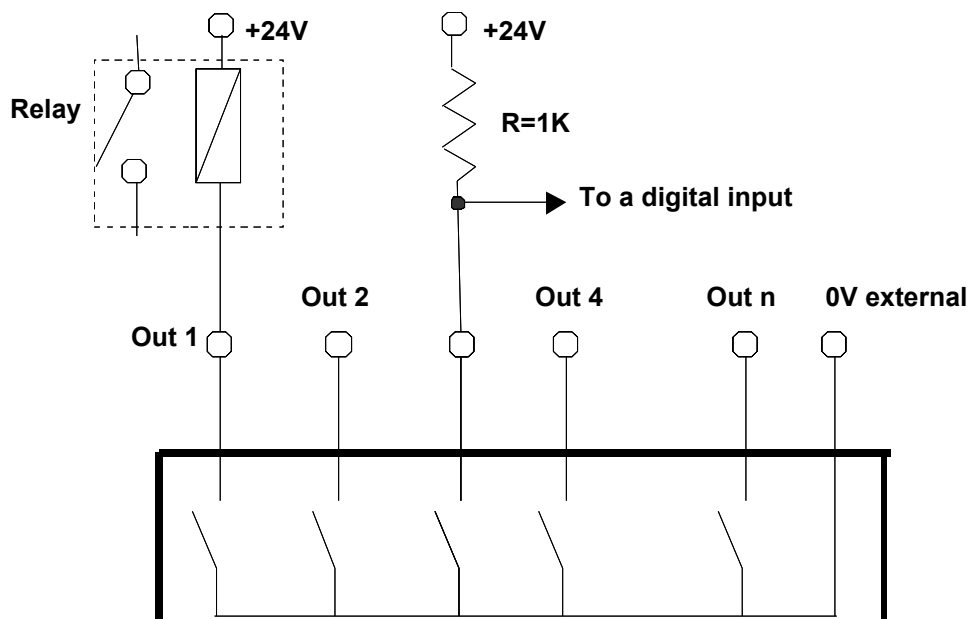 +24V
+24V
Relay
R=1K
To a digital input
Out 2
Out 4
Out n
0V external
Out 1